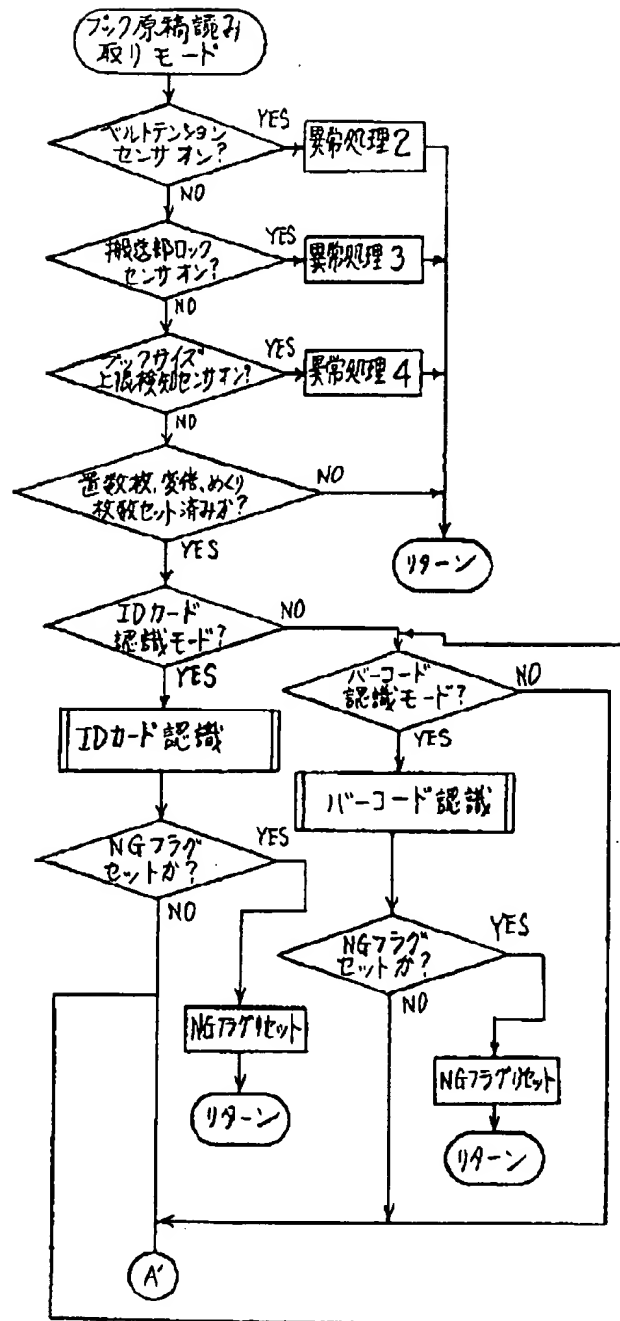 ブック原稿読み
取りモード
ベルトテンション
センサオン?
YES
異常処理2
NO
搬送部ロック
センサオン?
YES
異常処理3
NO
ブックサイズ
上限検知センサオン?
YES
異常処理4
NO
置数枚,変倍,めくり
枚数セット済みか?
NO
YES
リターン
IDカード
認識モード?
NO
YES
バーコード
認識モード?
NO
YES
IDカード認識
バーコード認識
NGフラグ
セットか?
YES
NO
NGフラグ
セットか?
YES
NO
NGフラグリセット
リターン
NGフラグリセット
リターン
A'